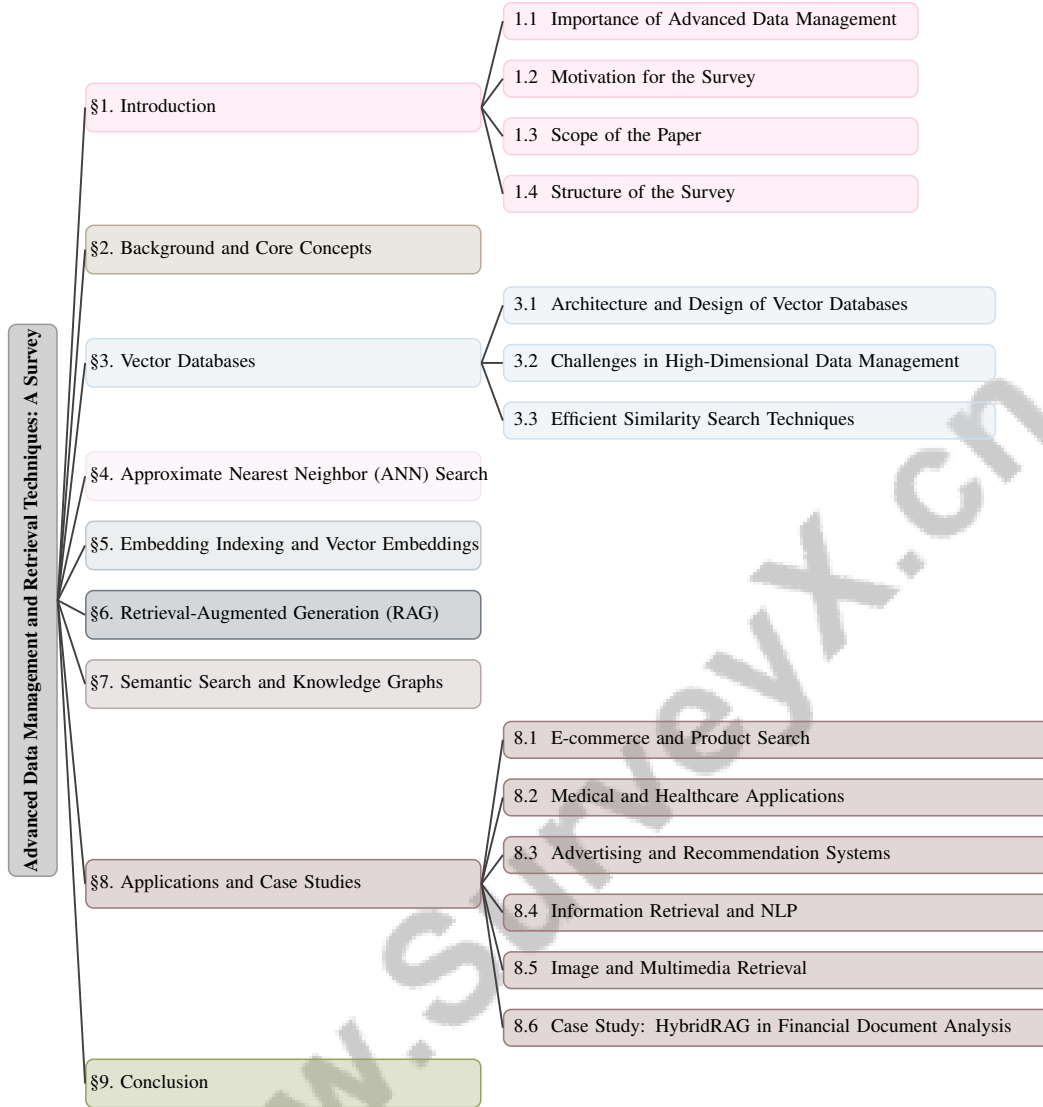 Advanced Data Management and Retrieval Techniques: A Survey
§1. Introduction
1.1 Importance of Advanced Data Management
1.2 Motivation for the Survey
1.3 Scope of the Paper
1.4 Structure of the Survey
§2. Background and Core Concepts
§3. Vector Databases
3.1 Architecture and Design of Vector Databases
3.2 Challenges in High-Dimensional Data Management
3.3 Efficient Similarity Search Techniques
§4. Approximate Nearest Neighbor (ANN) Search
§5. Embedding Indexing and Vector Embeddings
§6. Retrieval-Augmented Generation (RAG)
§7. Semantic Search and Knowledge Graphs
§8. Applications and Case Studies
8.1 E-commerce and Product Search
8.2 Medical and Healthcare Applications
8.3 Advertising and Recommendation Systems
8.4 Information Retrieval and NLP
8.5 Image and Multimedia Retrieval
8.6 Case Study: HybridRAG in Financial Document Analysis
§9. Conclusion
w.SurveyX.cn